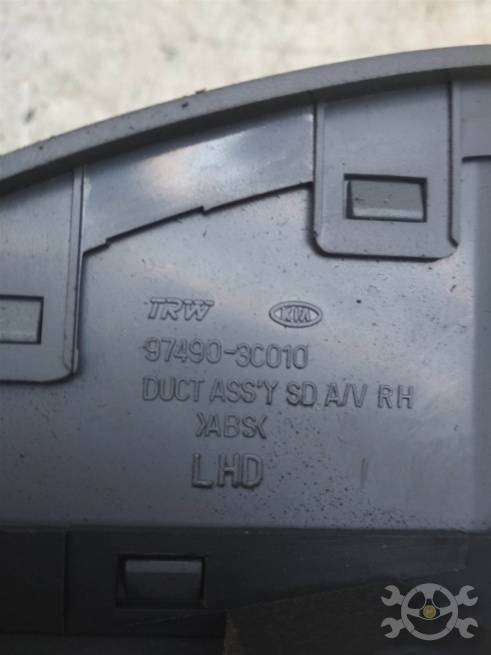 TRW KIA
97490-3C010
DUCT ASS'Y SD A/V RH
>ABS<
LHD